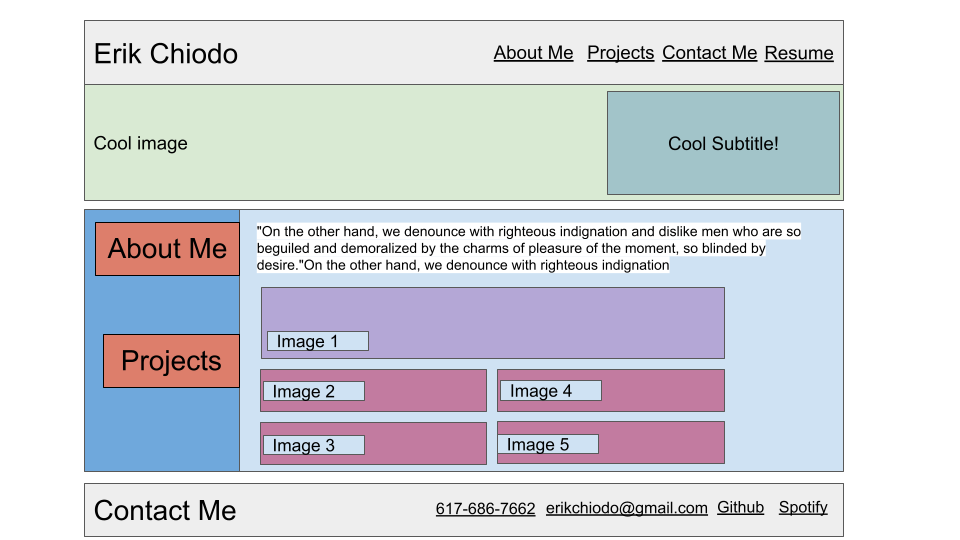 Erik Chiodo
About Me Projects Contact Me Resume
Cool image
Cool Subtitle!
About Me
"On the other hand, we denounce with righteous indignation and dislike men who are so
beguiled and demoralized by the charms of pleasure of the moment, so blinded by
desire."On the other hand, we denounce with righteous indignation
Projects
Image 1
Image 2
Image 4
Image 3
Image 5
Contact Me
617-686-7662 erikchiodo@gmail.com Github Spotify